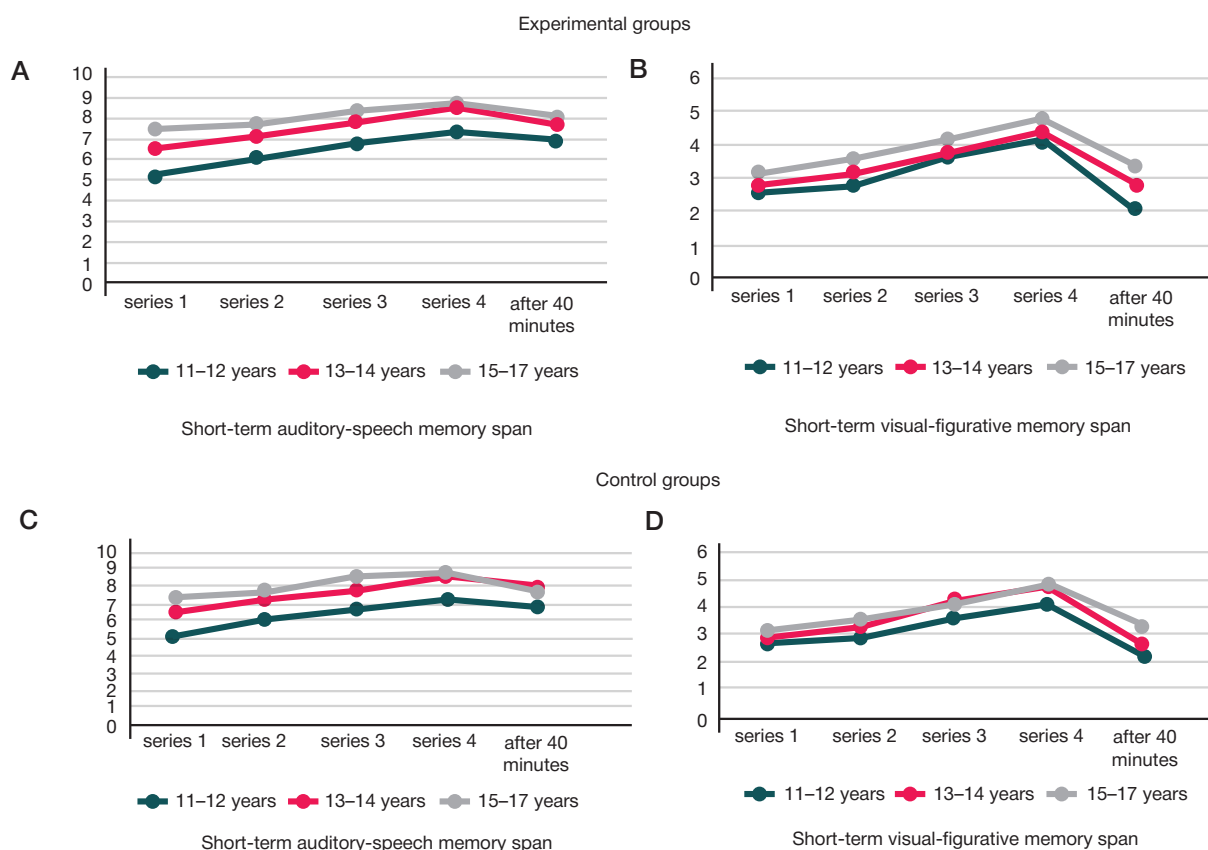 Experimental groups
A
10
9
8
7
6
5
4
3
2
1
0
series 1 series 2 series 3 series 4 after 40
minutes
11–12 years 13–14 years 15–17 years
Short-term auditory-speech memory span
B
6
5
4
3
2
1
0
series 1 series 2 series 3 series 4 after 40
minutes
11–12 years 13–14 years 15–17 years
Short-term visual-figurative memory span
Control groups
C
10
9
8
7
6
5
4
3
2
1
0
series 1 series 2 series 3 series 4 after 40
minutes
11–12 years 13–14 years 15–17 years
Short-term auditory-speech memory span
D
6
5
4
3
2
1
0
series 1 series 2 series 3 series 4 after 40
minutes
11–12 years 13–14 years 15–17 years
Short-term visual-figurative memory span